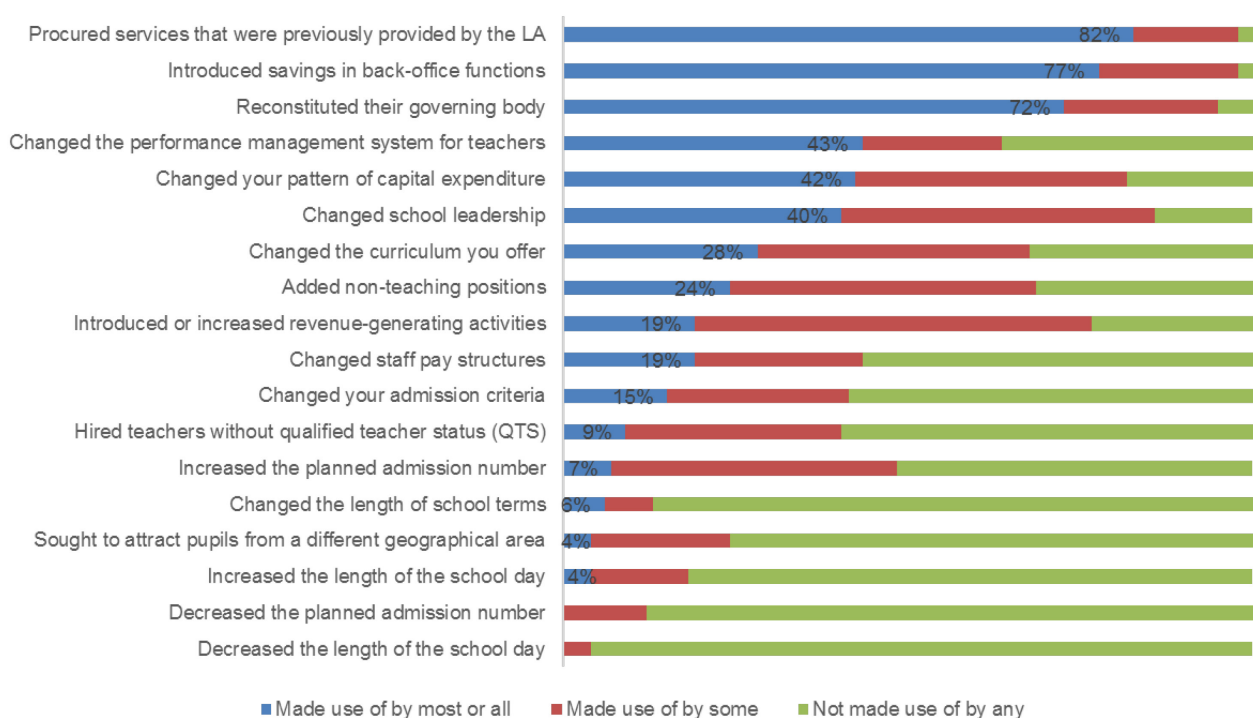 Procured services that were previously provided by the LA 82%
Introduced savings in back-office functions 77%
Reconstituted their governing body 72%
Changed the performance management system for teachers 43%
Changed your pattern of capital expenditure 42%
Changed school leadership 40%
Changed the curriculum you offer 28%
Added non-teaching positions 24%
Introduced or increased revenue-generating activities 19%
Changed staff pay structures 19%
Changed your admission criteria 15%
Hired teachers without qualified teacher status (QTS) 9%
Increased the planned admission number 7%
Changed the length of school terms 6%
Sought to attract pupils from a different geographical area 4%
Increased the length of the school day 4%
Decreased the planned admission number
Decreased the length of the school day
Made use of by most or all Made use of by some Not made use of by any